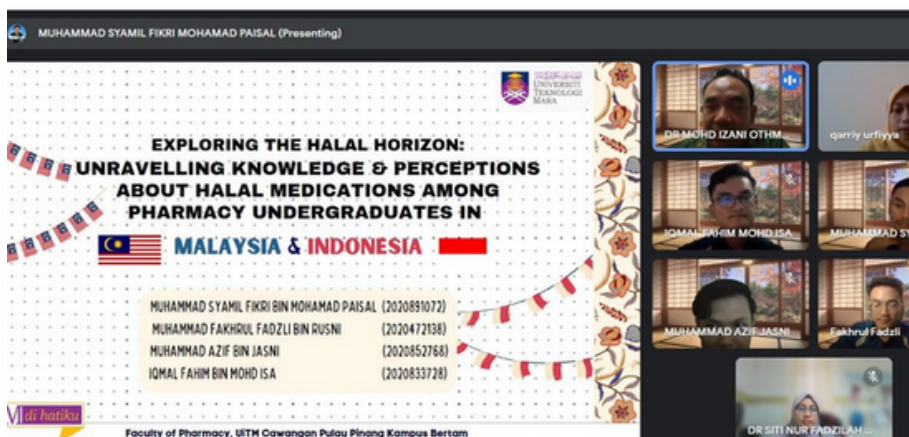 MUHAMMAD SYAMIL FIKRI MOHAMAD PAISAL (Presenting)
UNIVERSITI
TEKNOLOGI
MARA
EXPLORING THE HALAL HORIZON:
UNRAVELLING KNOWLEDGE & PERCEPTIONS
ABOUT HALAL MEDICATIONS AMONG
PHARMACY UNDERGRADUATES IN
MALAYSIA & INDONESIA
MUHAMMAD SYAMIL FIKRI BIN MOHAMAD PAISAL (2020891072)
MUHAMMAD FAKHRUL FADZLI BIN RUSNI (2020472138)
MUHAMMAD AZIF BIN JASNI (2020852768)
IQMAL FAHIM BIN MOHD ISA (2020833728)
M di hatiku
Faculty of Pharmacy, UiTM Cawangan Pulau Pinang Kampus Bertam
DR MOHD IZANI OTHM...
qarriy urfiyya
IQMAL FAHIM MOHD ISA
MUHAMMAD SY
MUHAMMAD AZIF JASNI
Fakhrul Fadzli
DR SITI NUR FADZILAH ...